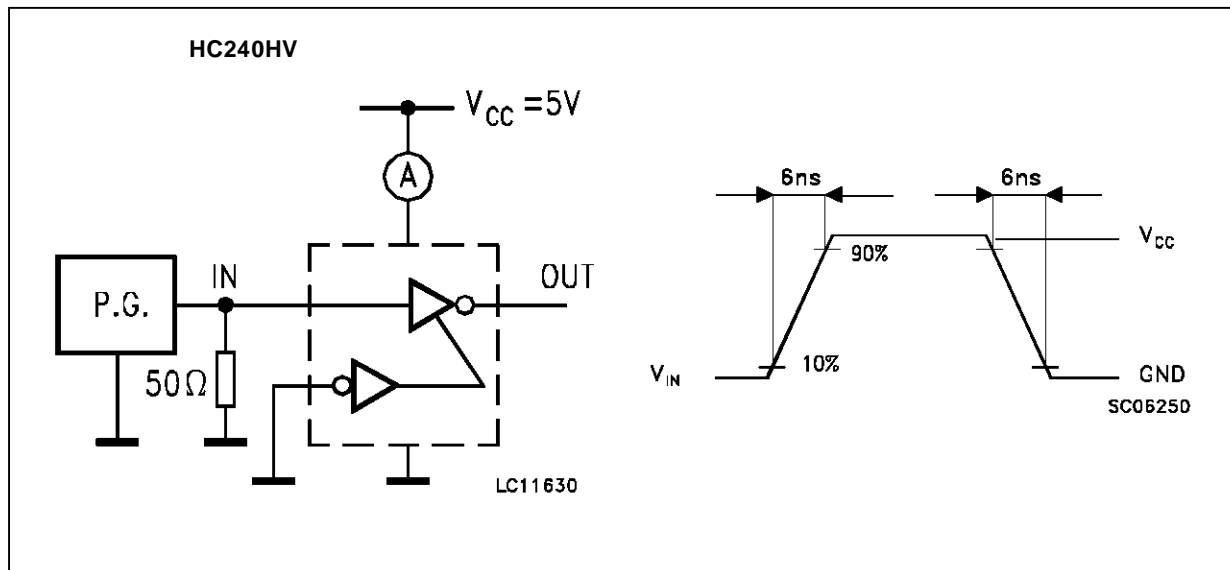 HC240HV
V_CC =5V
A
P.G.
IN
OUT
50Ω
LC11630
6ns
6ns
90%
V_CC
10%
V_IN
GND
SC06250